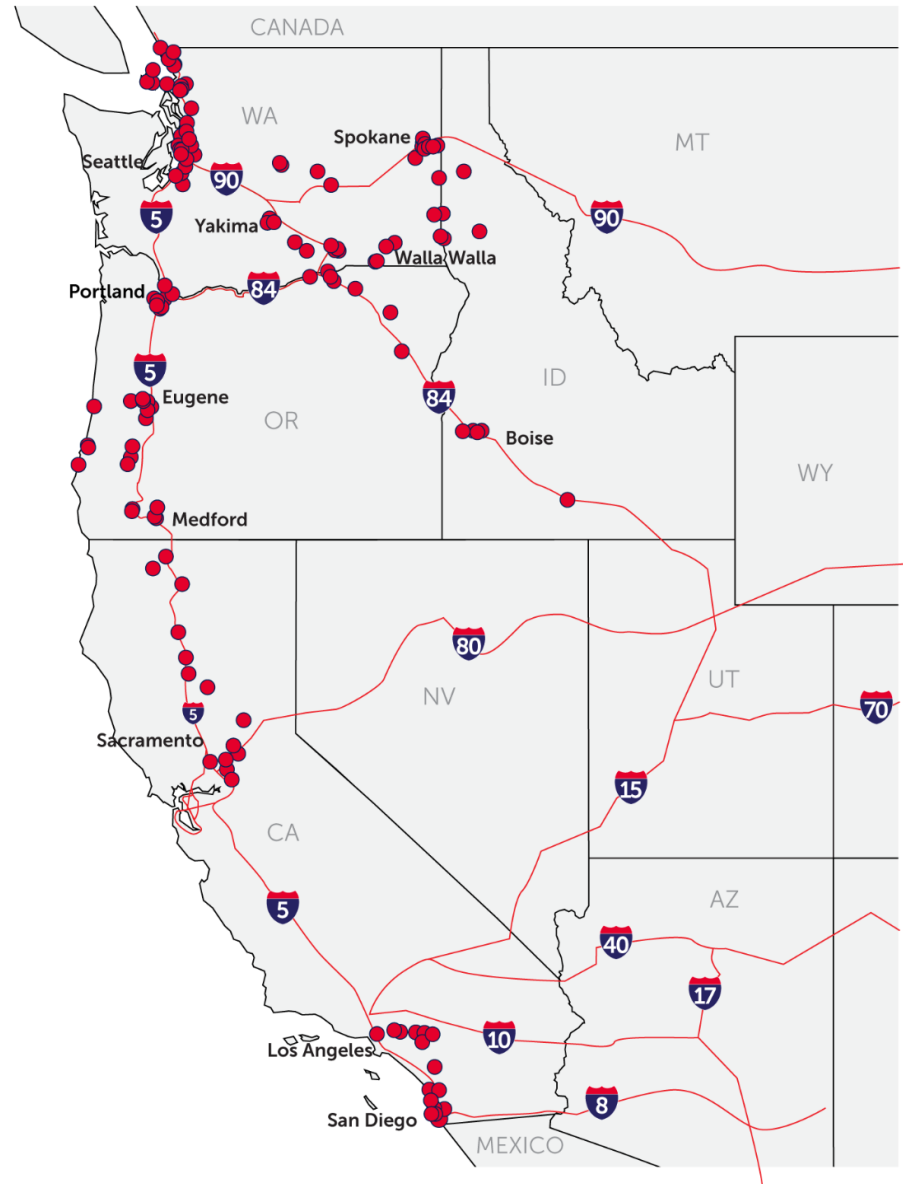 CANADA
WA
Spokane
MT
Seattle
90
5
90
Yakima
Walla Walla
Portland
84
5
ID
84
Eugene
OR
Boise
WY
Medford
80
NV
UT
5
70
Sacramento
15
CA
AZ
5
40
17
10
Los Angeles
8
San Diego
MEXICO